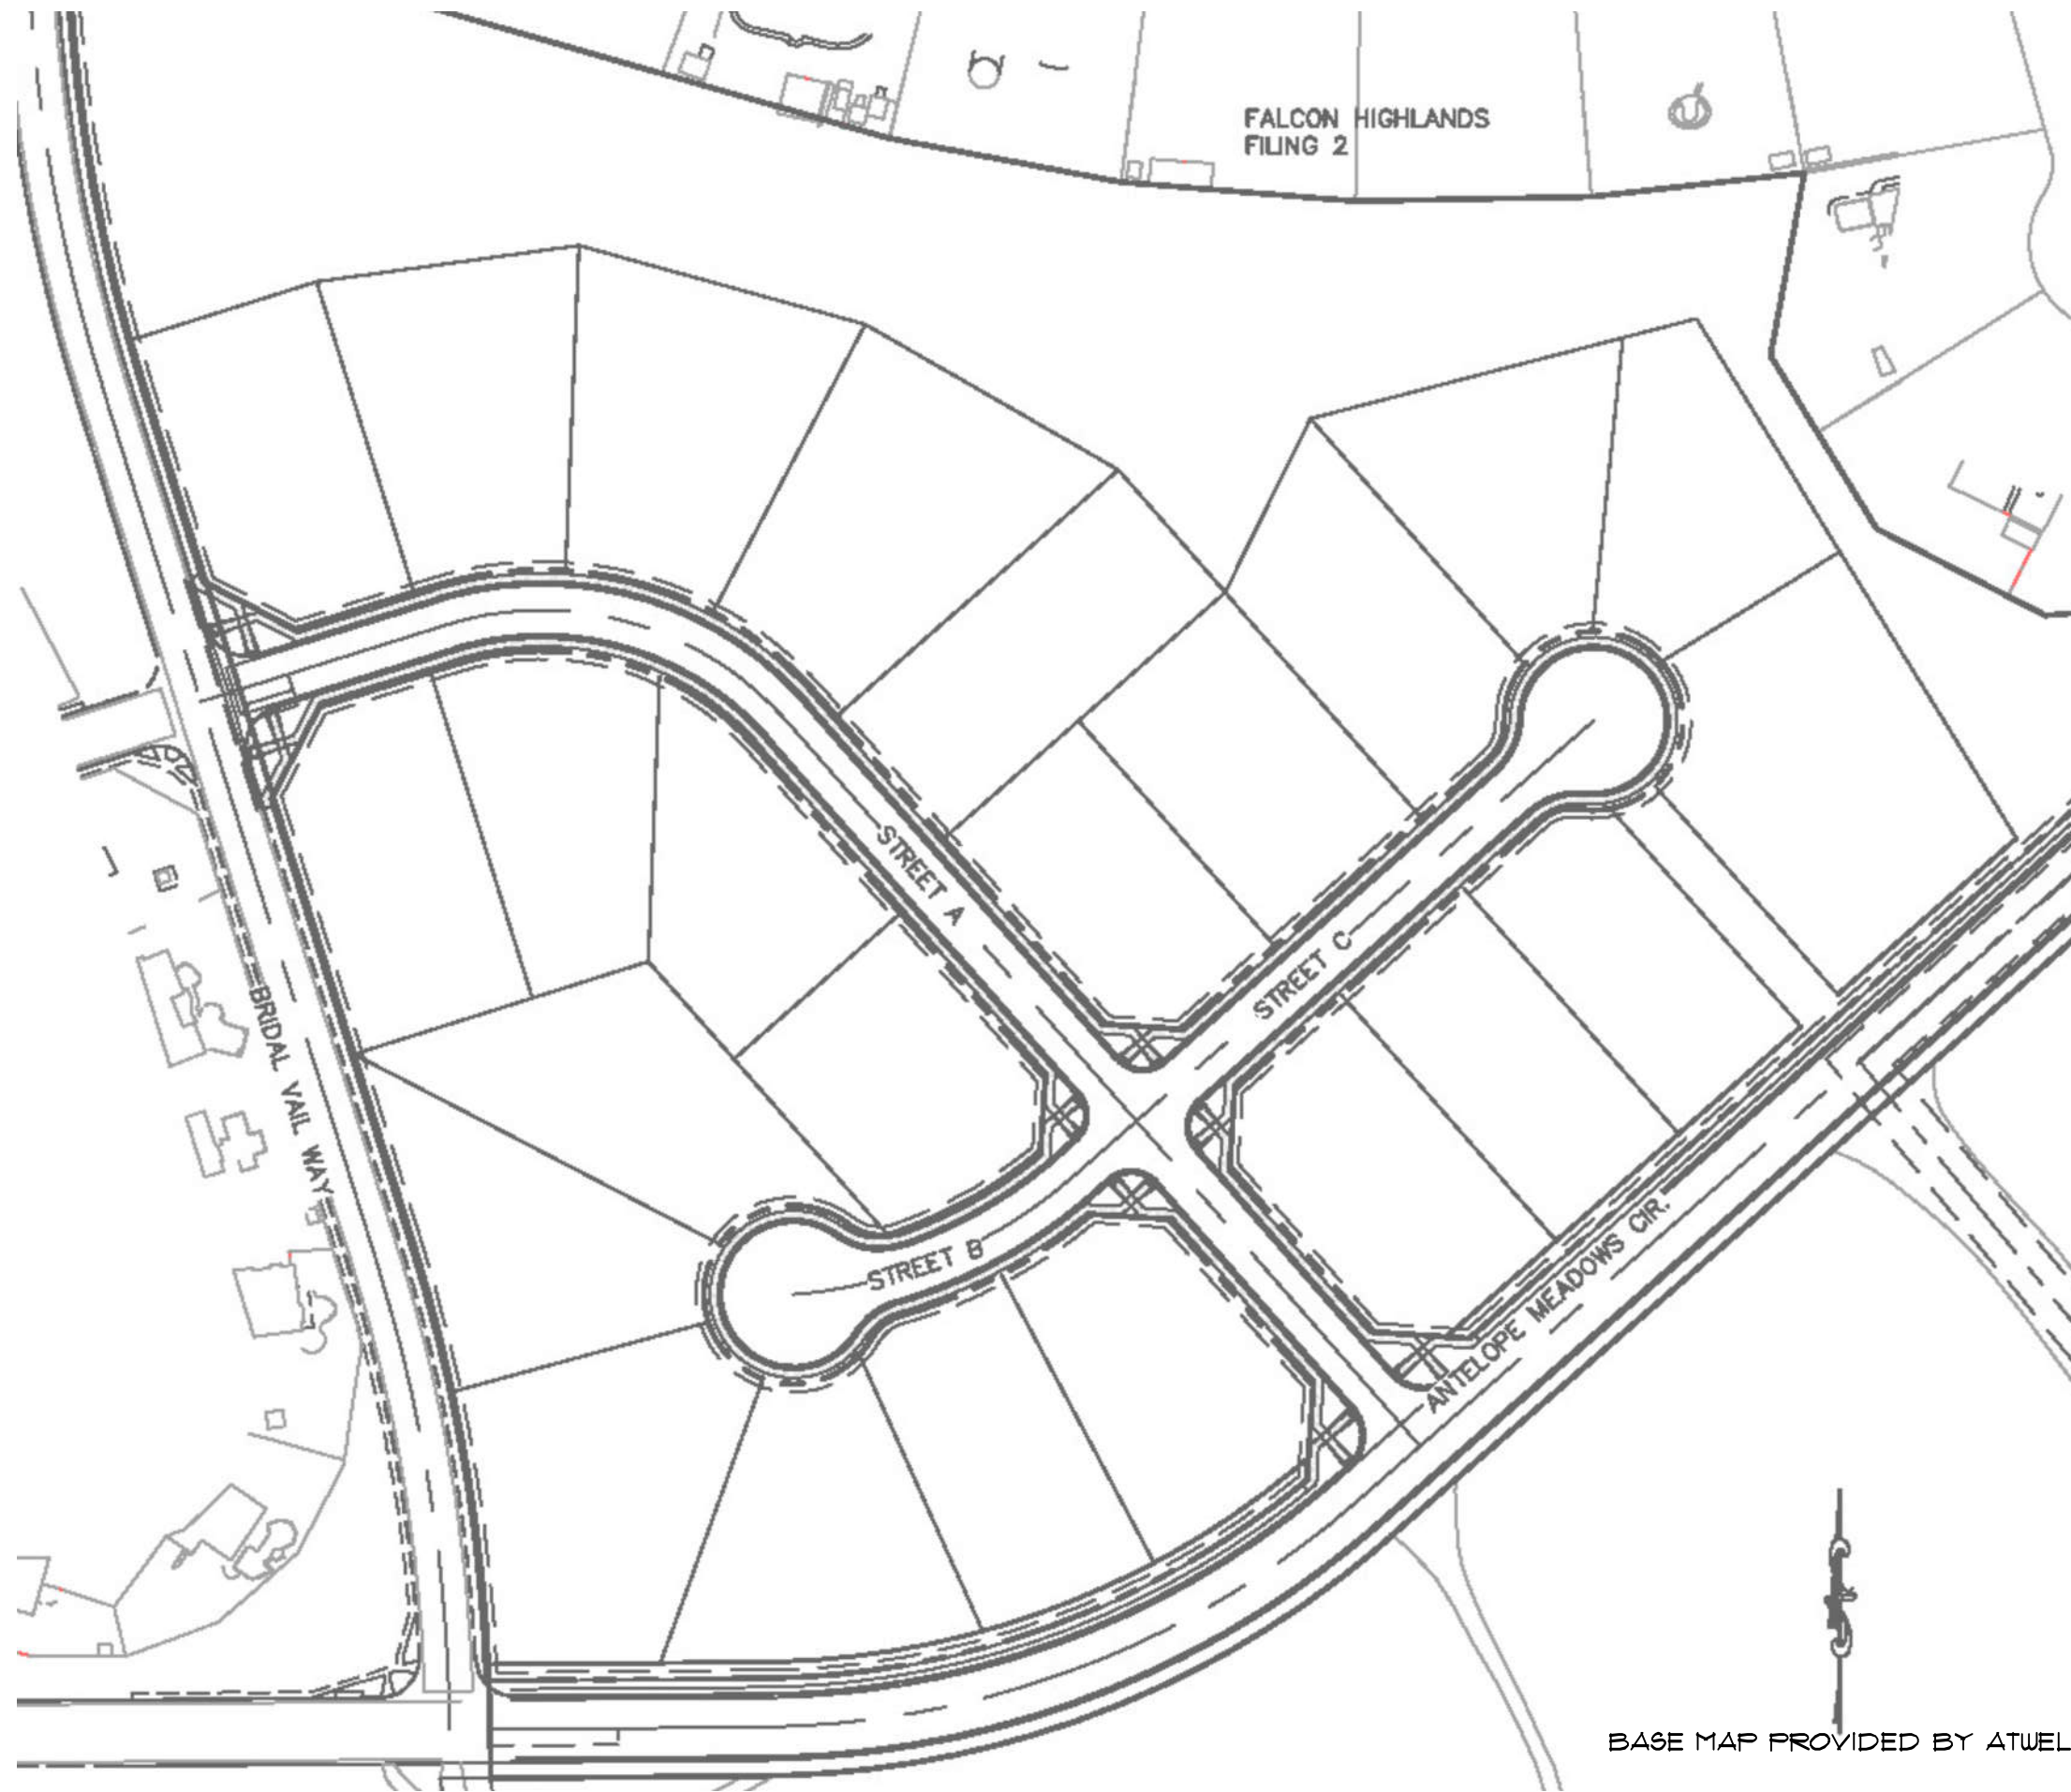 FALCON HIGHLANDS
FILING 2
STREET A
STREET C
BRIDAL VAIL WAY
STREET B
ANTELOPE MEADOWS CIR.
BASE MAP PROVIDED BY ATWEL